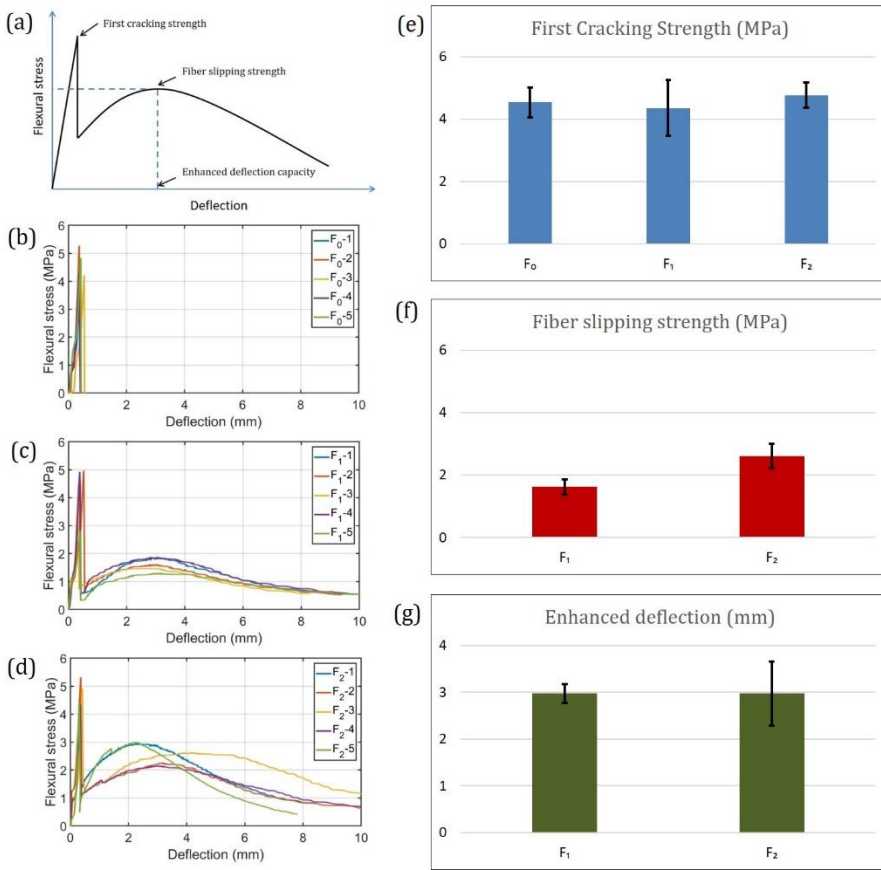 (a)
First cracking strength
Fiber slipping strength
Enhanced deflection capacity
Flexural stress
Deflection
(b)
6
5
4
3
2
1
0
0 2 4 6 8 10
Flexural stress (MPa)
Deflection (mm)
F₀-1
F₀-2
F₀-3
F₀-4
F₀-5
(c)
6
5
4
3
2
1
0
0 2 4 6 8 10
Flexural stress (MPa)
Deflection (mm)
F₁-1
F₁-2
F₁-3
F₁-4
F₁-5
(d)
6
5
4
3
2
1
0
0 2 4 6 8 10
Flexural stress (MPa)
Deflection (mm)
F₂-1
F₂-2
F₂-3
F₂-4
F₂-5
(e)
First Cracking Strength (MPa)
6
4
2
0
F₀ F₁ F₂
(f)
Fiber slipping strength (MPa)
6
4
2
0
F₁ F₂
(g)
Enhanced deflection (mm)
4
3
2
1
0
F₁ F₂